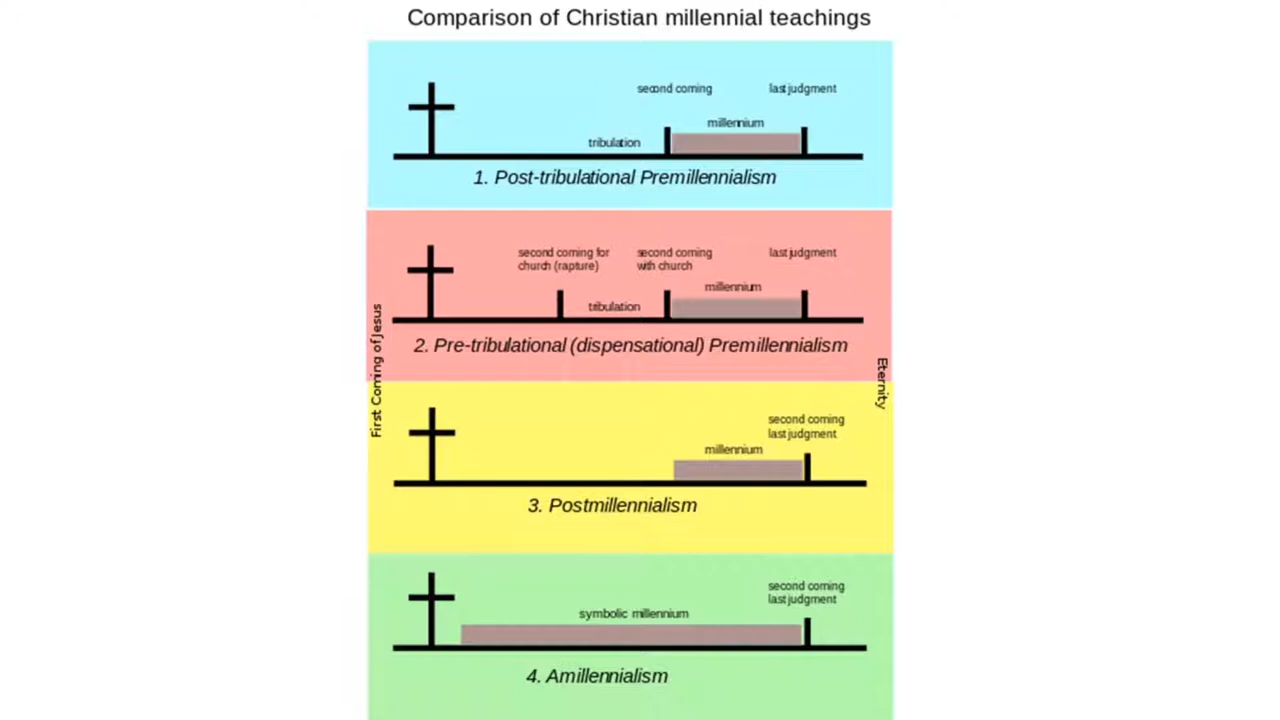 Comparison of Christian millennial teachings
second coming
last judgment
millennium
tribulation
1. Post-tribulational Premillennialism
second coming for
church (rapture)
second coming
with church
last judgment
millennium
tribulation
2. Pre-tribulational (dispensational) Premillennialism
First Coming of Jesus
Eternity
second coming
last judgment
millennium
3. Postmillennialism
second coming
last judgment
symbolic millennium
4. Amillennialism